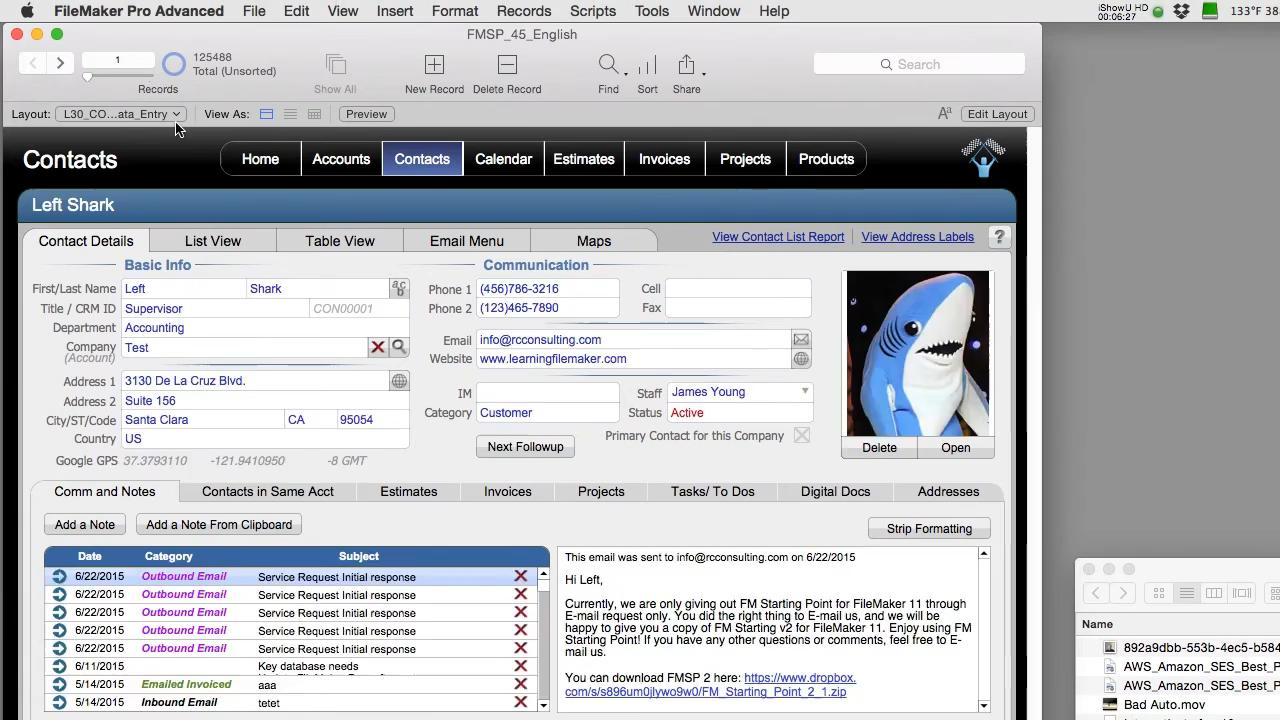 FileMaker Pro Advanced File Edit View Insert Format Records Scripts Tools Window Help
iShowU HD
00:06:27
133°F 38
FMSP_45_English
1
125488
Total (Unsorted)
Records
Show All
New Record
Delete Record
Find
Sort
Share
Search
Layout: L30_CO...ata_Entry View As: Preview
Aa Edit Layout
Contacts
Home Accounts Contacts Calendar Estimates Invoices Projects Products
Left Shark
Contact Details List View Table View Email Menu Maps
View Contact List Report View Address Labels ?
Basic Info
First/Last Name Left Shark
abc
Title / CRM ID Supervisor CON00001
Department Accounting
Company Test
(Account)
Address 1 3130 De La Cruz Blvd.
Address 2 Suite 156
City/ST/Code Santa Clara CA 95054
Country US
Google GPS 37.3793110 -121.9410950 -8 GMT
Communication
Phone 1 (456)786-3216 Cell
Phone 2 (123)465-7890 Fax
Email info@rcconsulting.com
Website www.learningfilemaker.com
IM Staff James Young
Category Customer Status Active
Next Followup Primary Contact for this Company
Delete Open
Comm and Notes Contacts in Same Acct Estimates Invoices Projects Tasks/ To Dos Digital Docs Addresses
Add a Note Add a Note From Clipboard
Strip Formatting
Date Category Subject
6/22/2015 Outbound Email Service Request Initial response
6/22/2015 Outbound Email Service Request Initial response
6/22/2015 Outbound Email Service Request Initial response
6/22/2015 Outbound Email Service Request Initial response
6/22/2015 Outbound Email Service Request Initial response
6/11/2015 Key database needs
5/14/2015 Emailed Invoiced aaa
5/14/2015 Inbound Email tetet
This email was sent to info@rcconsulting.com on 6/22/2015
Hi Left,
Currently, we are only giving out FM Starting Point for FileMaker 11 through
E-mail request only. You did the right thing to E-mail us, and we will be
happy to give you a copy of FM Starting v2 for FileMaker 11. Enjoy using FM
Starting Point! If you have any other questions or comments, feel free to E-
mail us.
You can download FMSP 2 here: https://www.dropbox.
com/s/s896um0jlywo9w0/FM_Starting_Point_2_1.zip
Name
892a9dbb-553b-4ec5-b584
AWS_Amazon_SES_Best_P
AWS_Amazon_SES_Best_P
Bad Auto.mov